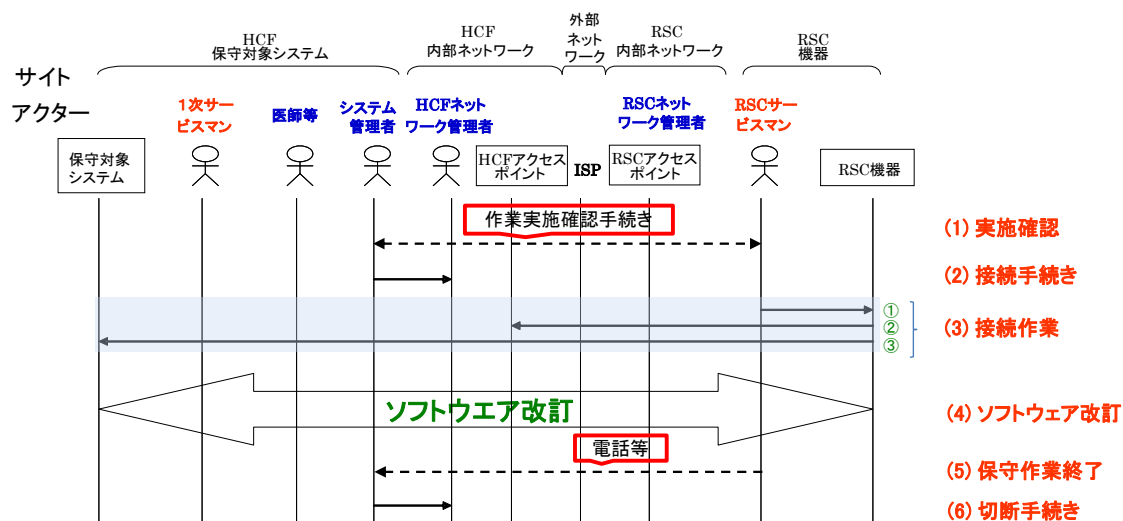 HCF
保守対象システム
HCF
内部ネットワーク
外部
ネット
ワーク
RSC
内部ネットワーク
RSC
機器
サイト
アクター
1次サー
ビスマン
医師等
システム
管理者
HCFネット
ワーク管理者
RSCネット
ワーク管理者
RSCサー
ビスマン
保守対象
システム
HCFアクセス
ポイント
ISP
RSCアクセス
ポイント
RSC機器
作業実施確認手続き
(1) 実施確認
(2) 接続手続き
①
②
③
(3) 接続作業
ソフトウエア改訂
(4) ソフトウェア改訂
電話等
(5) 保守作業終了
(6) 切断手続き